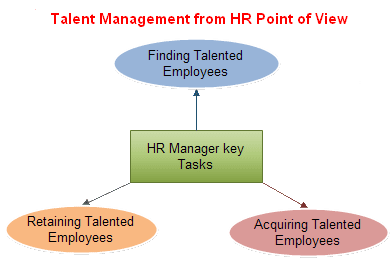 Talent Management from HR Point of View
Finding Talented
Employees
HR Manager key
Tasks
Retaining Talented
Employees
Acquiring Talented
Employees